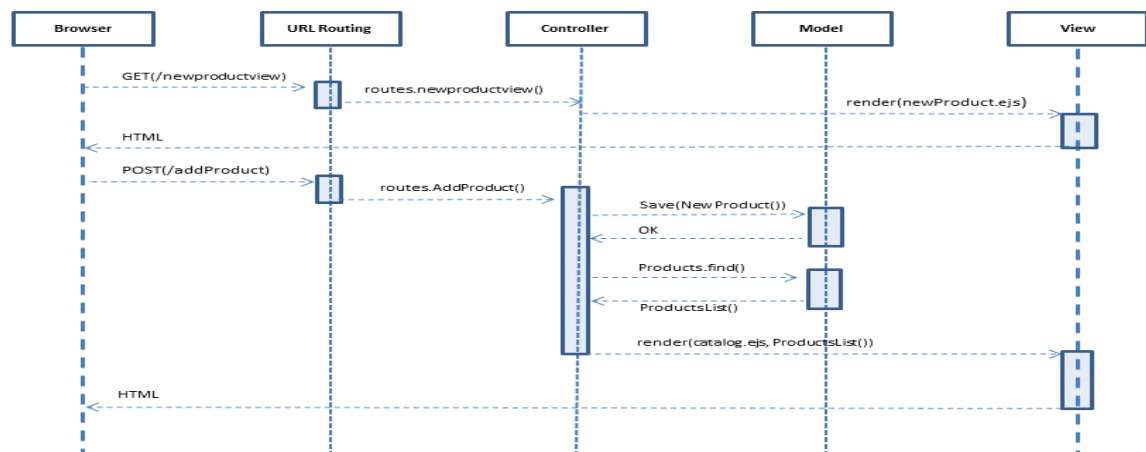 Browser
URL Routing
Controller
Model
View
GET(/newproductview)
routes.newproductview()
render(newProduct.ejs)
HTML
POST(/addProduct)
routes.AddProduct()
Save(New Product())
OK
Products.find()
ProductsList()
render(catalog.ejs, ProductsList())
HTML